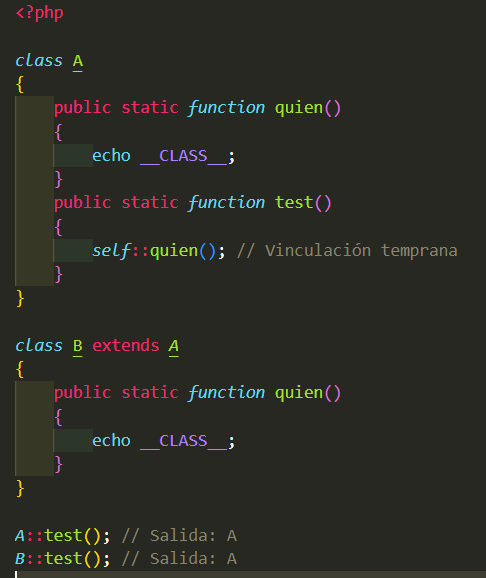 <?php
class A
{
    public static function quien()
    {
        echo __CLASS__;
    }
    public static function test()
    {
        self::quien(); // Vinculación temprana
    }
}
class B extends A
{
    public static function quien()
    {
        echo __CLASS__;
    }
}
A::test(); // Salida: A
B::test(); // Salida: A